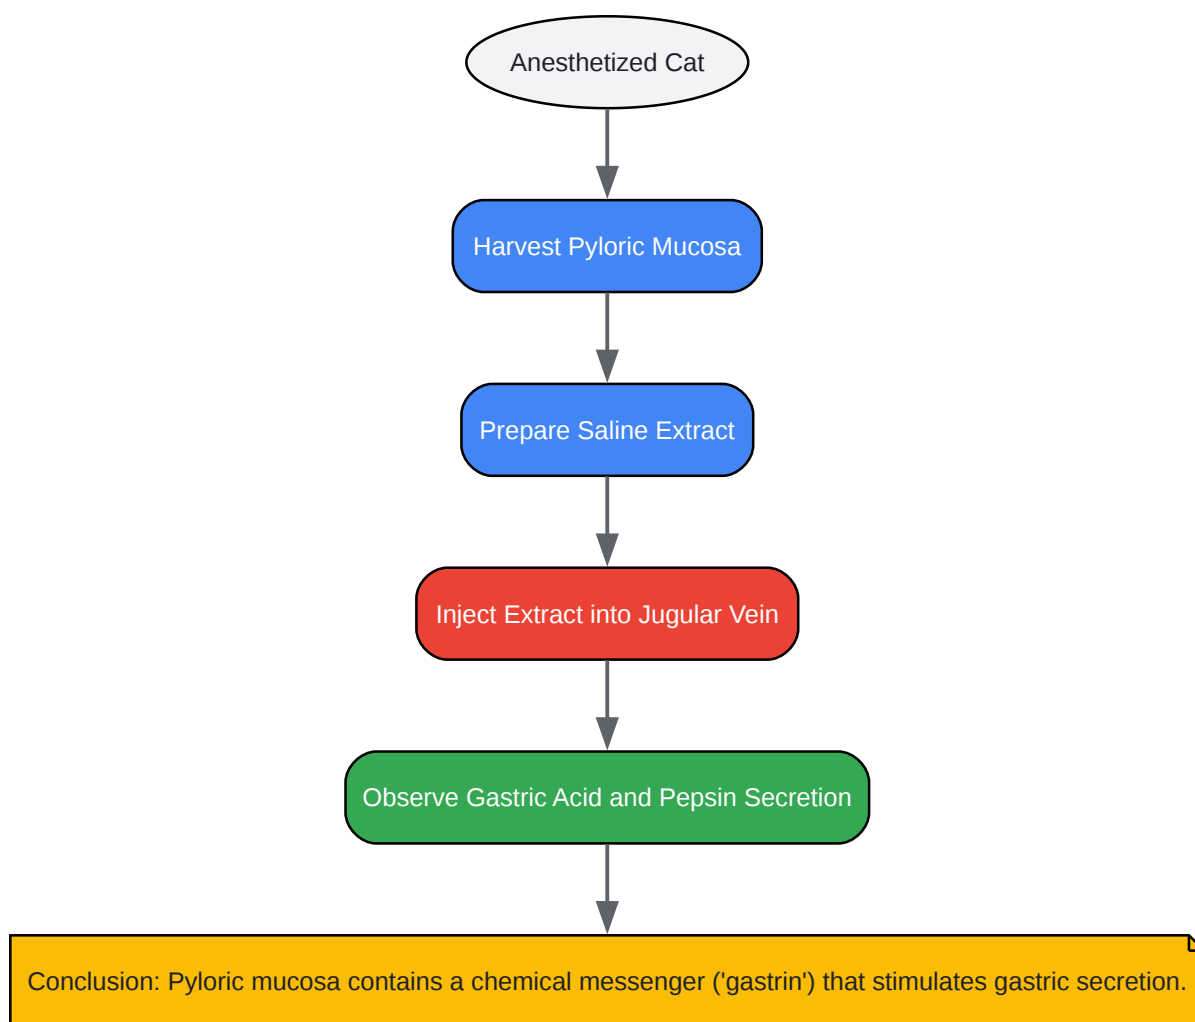 Anesthetized Cat
Harvest Pyloric Mucosa
Prepare Saline Extract
Inject Extract into Jugular Vein
Observe Gastric Acid and Pepsin Secretion
Conclusion: Pyloric mucosa contains a chemical messenger ('gastrin') that stimulates gastric secretion.